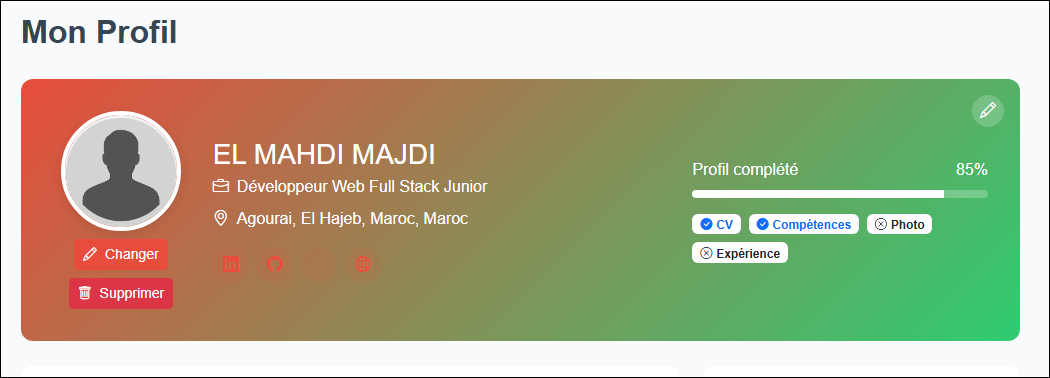 Mon Profil
EL MAHDI MAJDI
Développeur Web Full Stack Junior
Agourai, El Hajeb, Maroc, Maroc
Changer
Supprimer
Profil complété 85%
CV Compétences Photo
Expérience